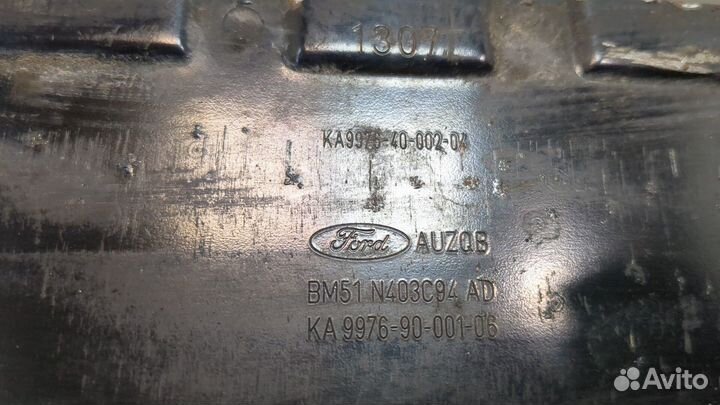 1307
KA9976-40-002-04
Ford AUZQB
BM51 N403C94 AD
KA 9976-90-001-06
Avito